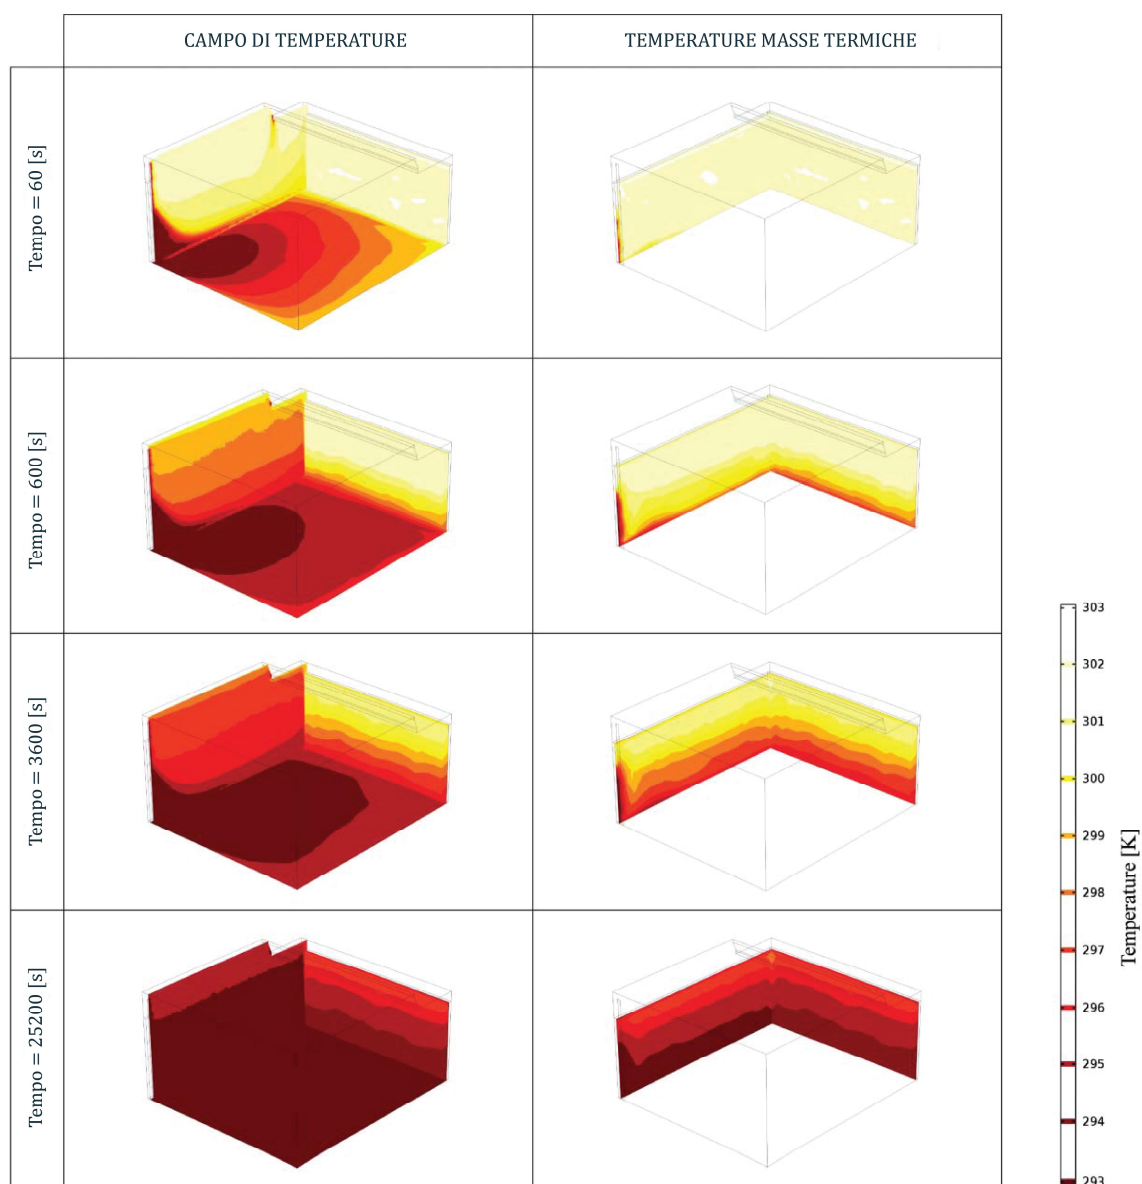 CAMPO DI TEMPERATURE
TEMPERATURE MASSE TERMICHE
Tempo = 60 [s]
Tempo = 600 [s]
Tempo = 3600 [s]
Tempo = 25200 [s]
303
302
301
300
299
298
297
296
295
294
293
Temperature [K]